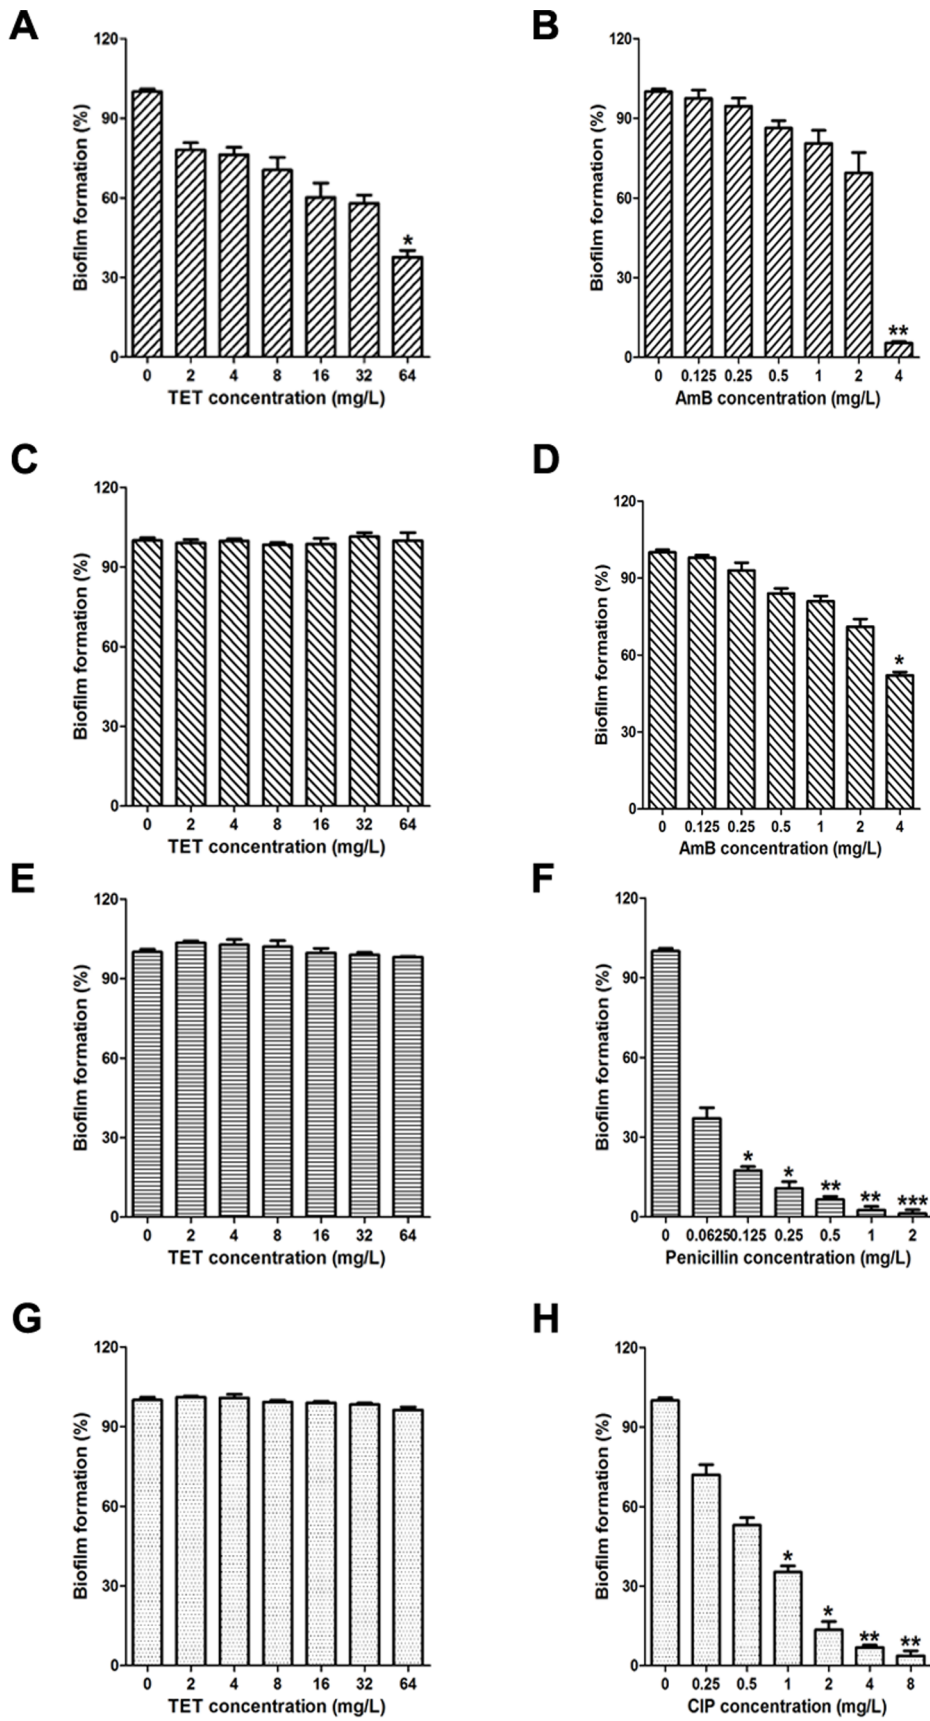 A
120
90
60
30
0
Biofilm formation (%)
*
0 2 4 8 16 32 64
TET concentration (mg/L)
B
120
90
60
30
0
Biofilm formation (%)
**
0 0.125 0.25 0.5 1 2 4
AmB concentration (mg/L)
C
120
90
60
30
0
Biofilm formation (%)
0 2 4 8 16 32 64
TET concentration (mg/L)
D
120
90
60
30
0
Biofilm formation (%)
*
0 0.125 0.25 0.5 1 2 4
AmB concentration (mg/L)
E
120
90
60
30
0
Biofilm formation (%)
0 2 4 8 16 32 64
TET concentration (mg/L)
F
120
90
60
30
0
Biofilm formation (%)
* * ** ** ***
0 0.0625 0.125 0.25 0.5 1 2
Penicillin concentration (mg/L)
G
120
90
60
30
0
Biofilm formation (%)
0 2 4 8 16 32 64
TET concentration (mg/L)
H
120
90
60
30
0
Biofilm formation (%)
* * ** **
0 0.25 0.5 1 2 4 8
CIP concentration (mg/L)